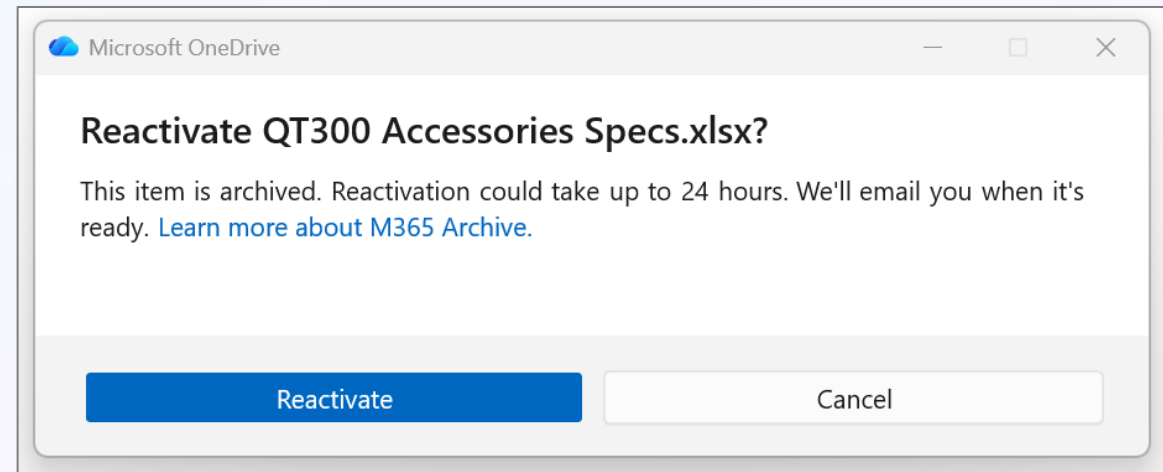 Microsoft OneDrive
Reactivate QT300 Accessories Specs.xlsx?
This item is archived. Reactivation could take up to 24 hours. We'll email you when it's
ready. Learn more about M365 Archive.
Reactivate
Cancel